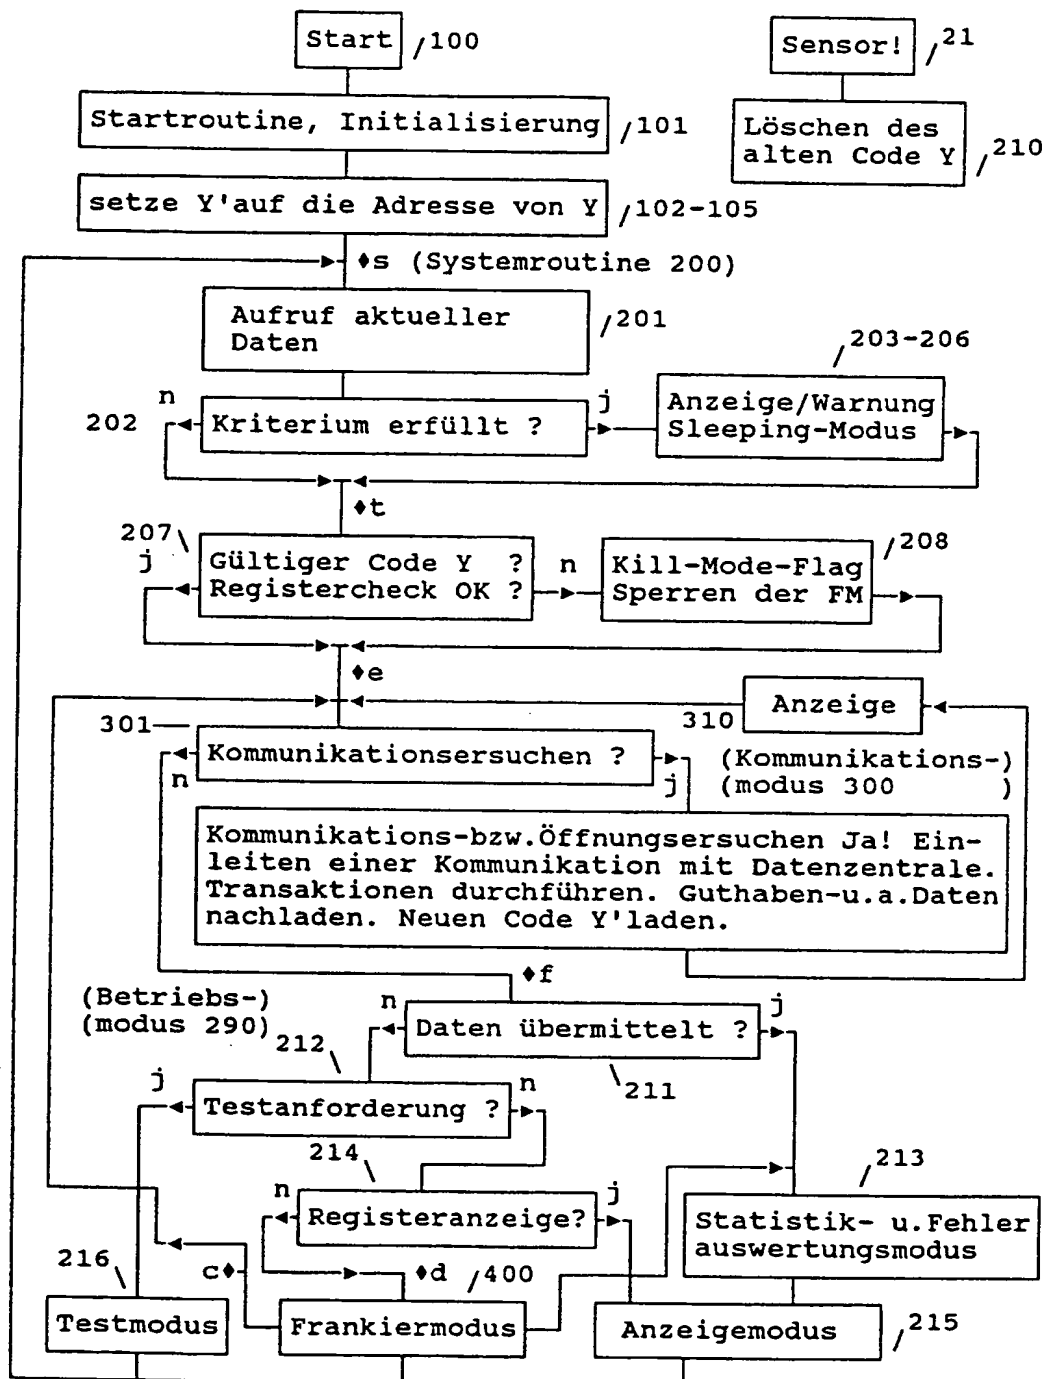 Start /100
Sensor! /21
Startroutine, Initialisierung /101
Löschen des
alten Code Y /210
setze Y'auf die Adresse von Y /102-105
♦s (Systemroutine 200)
Aufruf aktueller
Daten /201
/203-206
n
202 Kriterium erfüllt ? j
Anzeige/Warnung
Sleeping-Modus
♦t
207\
j
Gültiger Code Y ?
Registercheck OK ? n
Kill-Mode-Flag
Sperren der FM /208
♦e
Anzeige
310
301
Kommunikationsersuchen ?
n
j
(Kommunikations-)
(modus 300 )
Kommunikations-bzw.Öffnungsersuchen Ja! Ein-
leiten einer Kommunikation mit Datenzentrale.
Transaktionen durchführen. Guthaben-u.a.Daten
nachladen. Neuen Code Y'laden.
♦f
(Betriebs-)
(modus 290)
n Daten übermittelt ? j
\211
212
\
j Testanforderung ? n
214
\
n Registeranzeige? j
/213
Statistik- u.Fehler
auswertungsmodus
216
\
c♦
♦d /400
Testmodus
Frankiermodus
Anzeigemodus /215